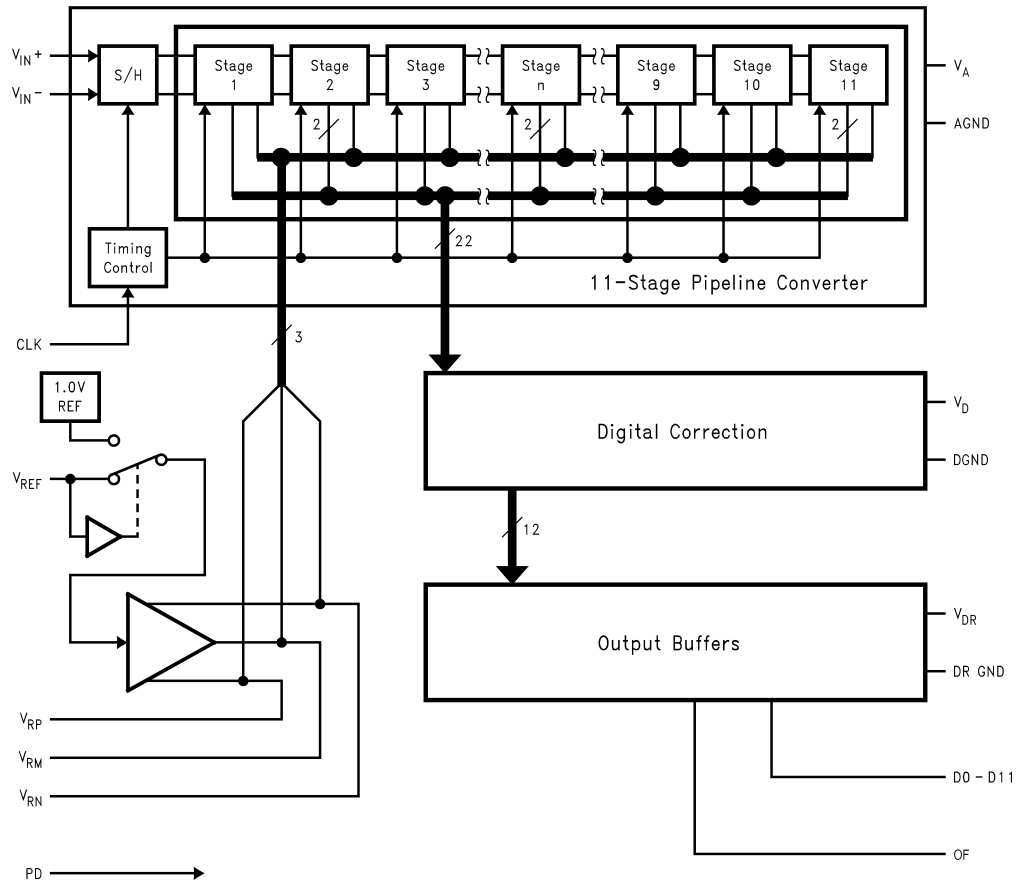 V_IN+
V_IN−
S/H
Stage
1
Stage
2
Stage
3
Stage
n
Stage
9
Stage
10
Stage
11
V_A
2
2
2
AGND
22
Timing
Control
11-Stage Pipeline Converter
CLK
3
1.0V
REF
V_REF
Digital Correction
V_D
DGND
12
Output Buffers
V_DR
DR GND
V_RP
V_RM
V_RN
D0 - D11
OF
PD